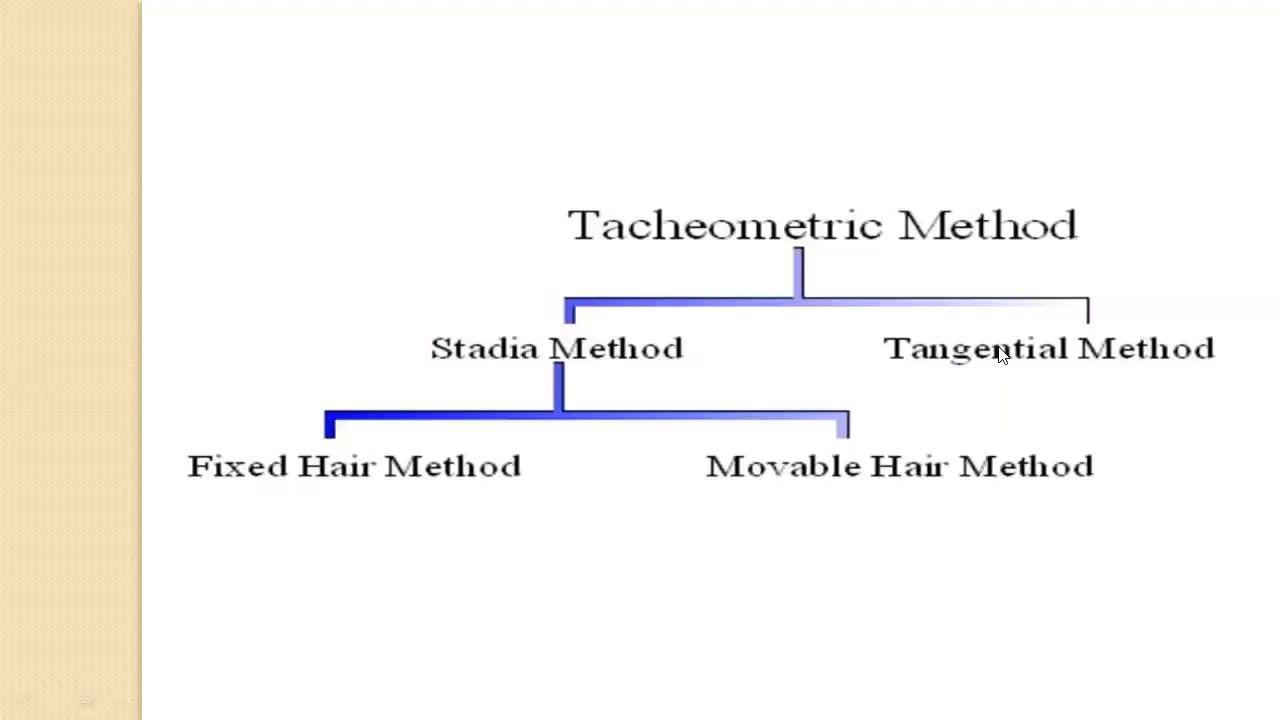 Tacheometric Method
Stadia Method
Tangential Method
Fixed Hair Method
Movable Hair Method